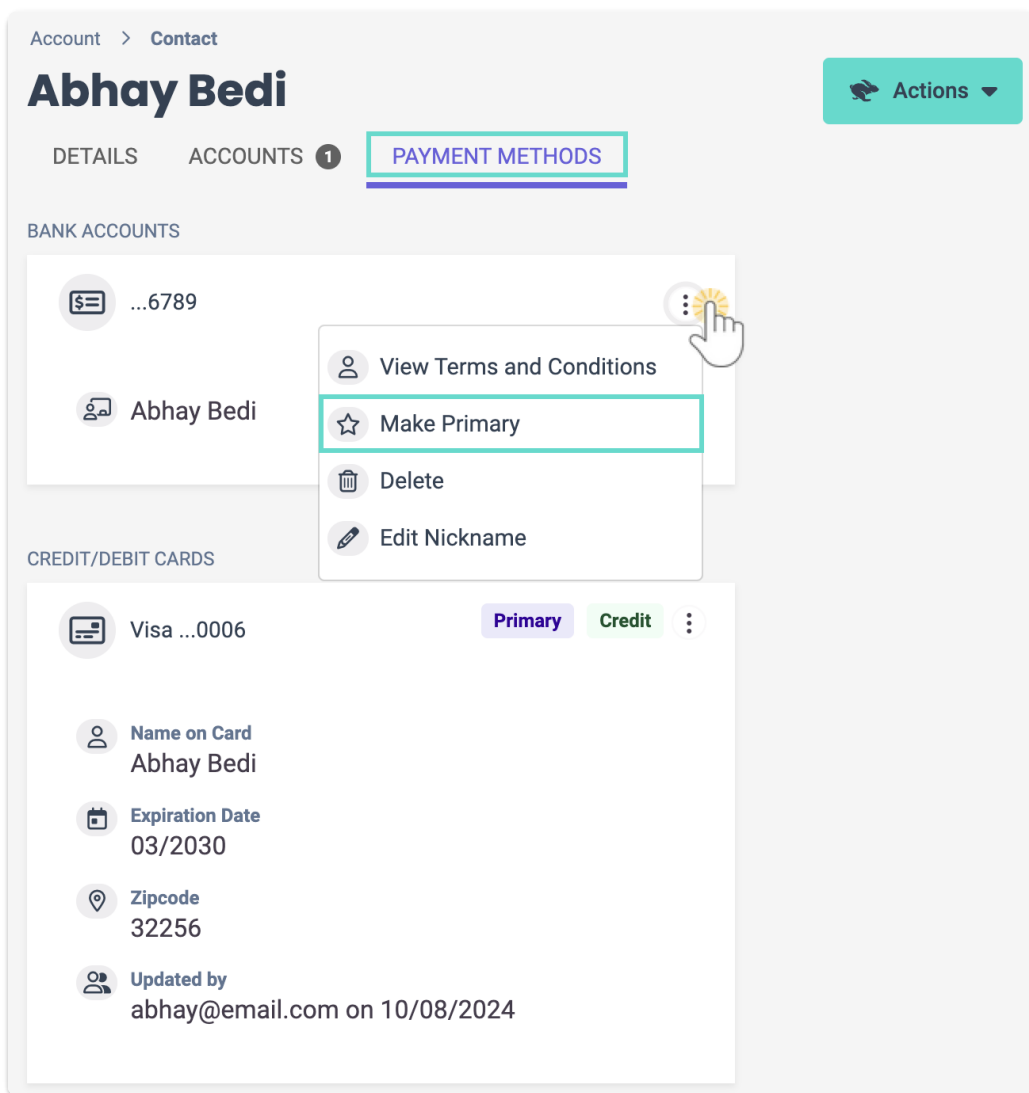 Account > Contact
Abhay Bedi
Actions
DETAILS ACCOUNTS 1 PAYMENT METHODS
BANK ACCOUNTS
...6789
View Terms and Conditions
Abhay Bedi
Make Primary
Delete
Edit Nickname
CREDIT/DEBIT CARDS
Visa ...0006 Primary Credit
Name on Card
Abhay Bedi
Expiration Date
03/2030
Zipcode
32256
Updated by
abhay@email.com on 10/08/2024